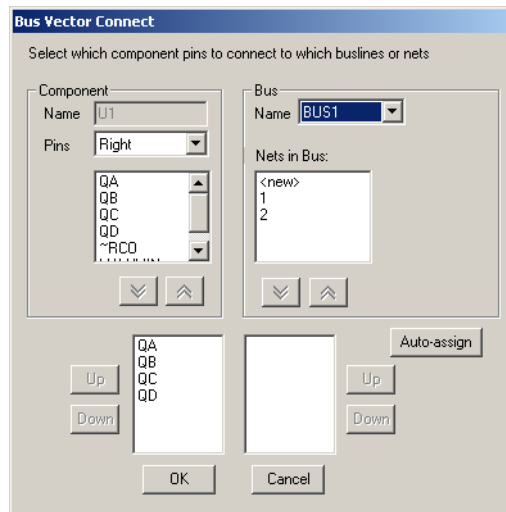 Bus Vector Connect
Select which component pins to connect to which buslines or nets
Component
Name U1
Pins Right
QA
QB
QC
QD
~RCO
Bus
Name BUS1
Nets in Bus:
<new>
1
2
Auto-assign
Up
Down
QA
QB
QC
QD
Up
Down
OK
Cancel